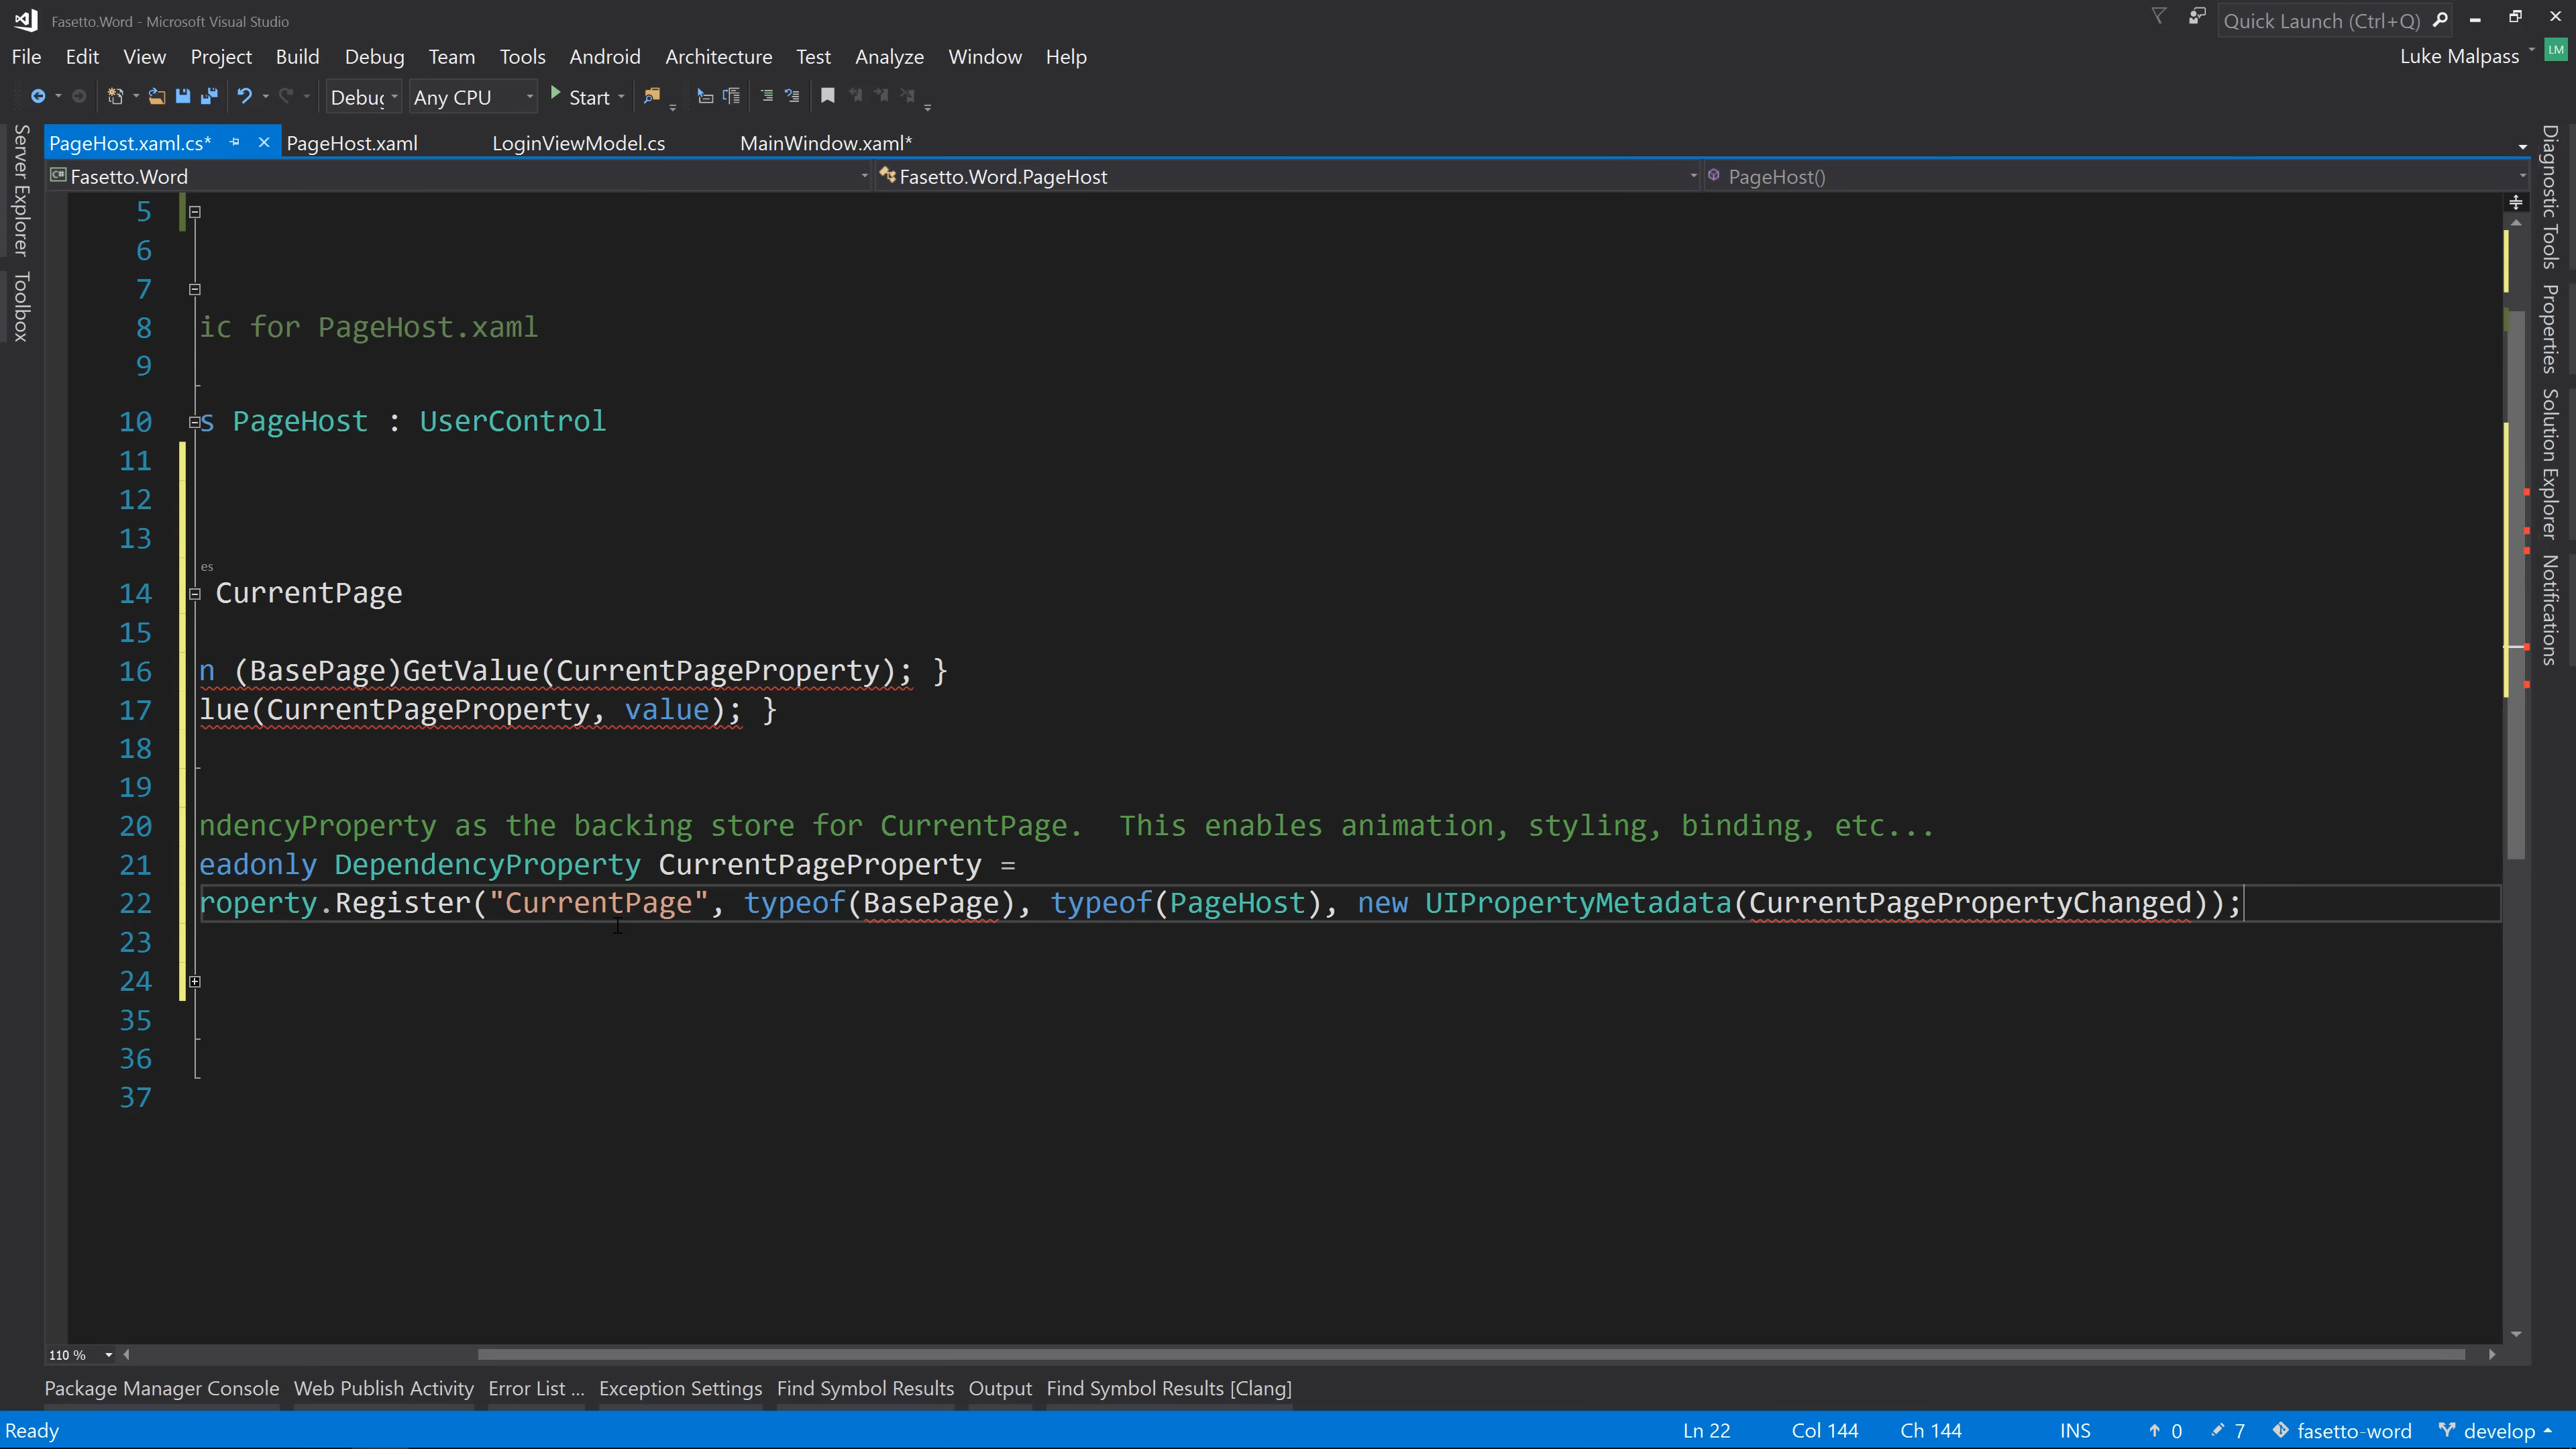 Fasetto.Word - Microsoft Visual Studio
Quick Launch (Ctrl+Q)
File Edit View Project Build Debug Team Tools Android Architecture Test Analyze Window Help
Luke Malpass
LM
Debug Any CPU Start
PageHost.xaml.cs* PageHost.xaml LoginViewModel.cs MainWindow.xaml*
C# Fasetto.Word Fasetto.Word.PageHost PageHost()
Server Explorer
Toolbox
Diagnostic Tools
Properties
Solution Explorer
Notifications
5
6
7
8 ic for PageHost.xaml
9
10 s PageHost : UserControl
11
12
13
es
14 CurrentPage
15
16 n (BasePage)GetValue(CurrentPageProperty); }
17 lue(CurrentPageProperty, value); }
18
19
20 ndencyProperty as the backing store for CurrentPage.  This enables animation, styling, binding, etc...
21 eadonly DependencyProperty CurrentPageProperty =
22 roperty.Register("CurrentPage", typeof(BasePage), typeof(PageHost), new UIPropertyMetadata(CurrentPagePropertyChanged));
23
24
35
36
37
110 %
Package Manager Console Web Publish Activity Error List ... Exception Settings Find Symbol Results Output Find Symbol Results [Clang]
Ready Ln 22 Col 144 Ch 144 INS 0 7 fasetto-word develop